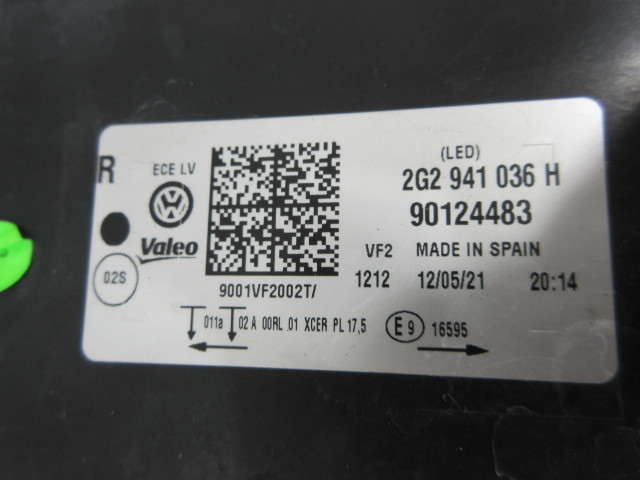 R
ECE LV
(LED)
2G2 941 036 H
90124483
Valeo
VF2 MADE IN SPAIN
02S
1212 12/05/21 20:14
9001VF2002T/
011a 02 A 00RL .01 XCER PL 17,5
E 9 16595